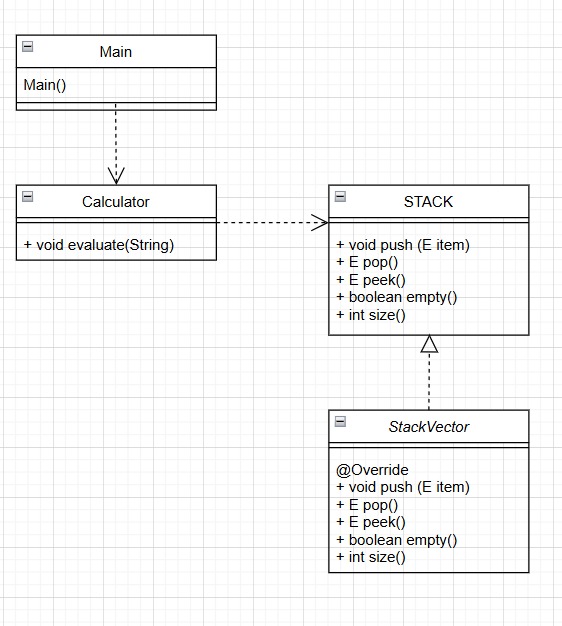 Main
Main()
Calculator
+ void evaluate(String)
STACK
+ void push (E item)
+ E pop()
+ E peek()
+ boolean empty()
+ int size()
StackVector
@Override
+ void push (E item)
+ E pop()
+ E peek()
+ boolean empty()
+ int size()